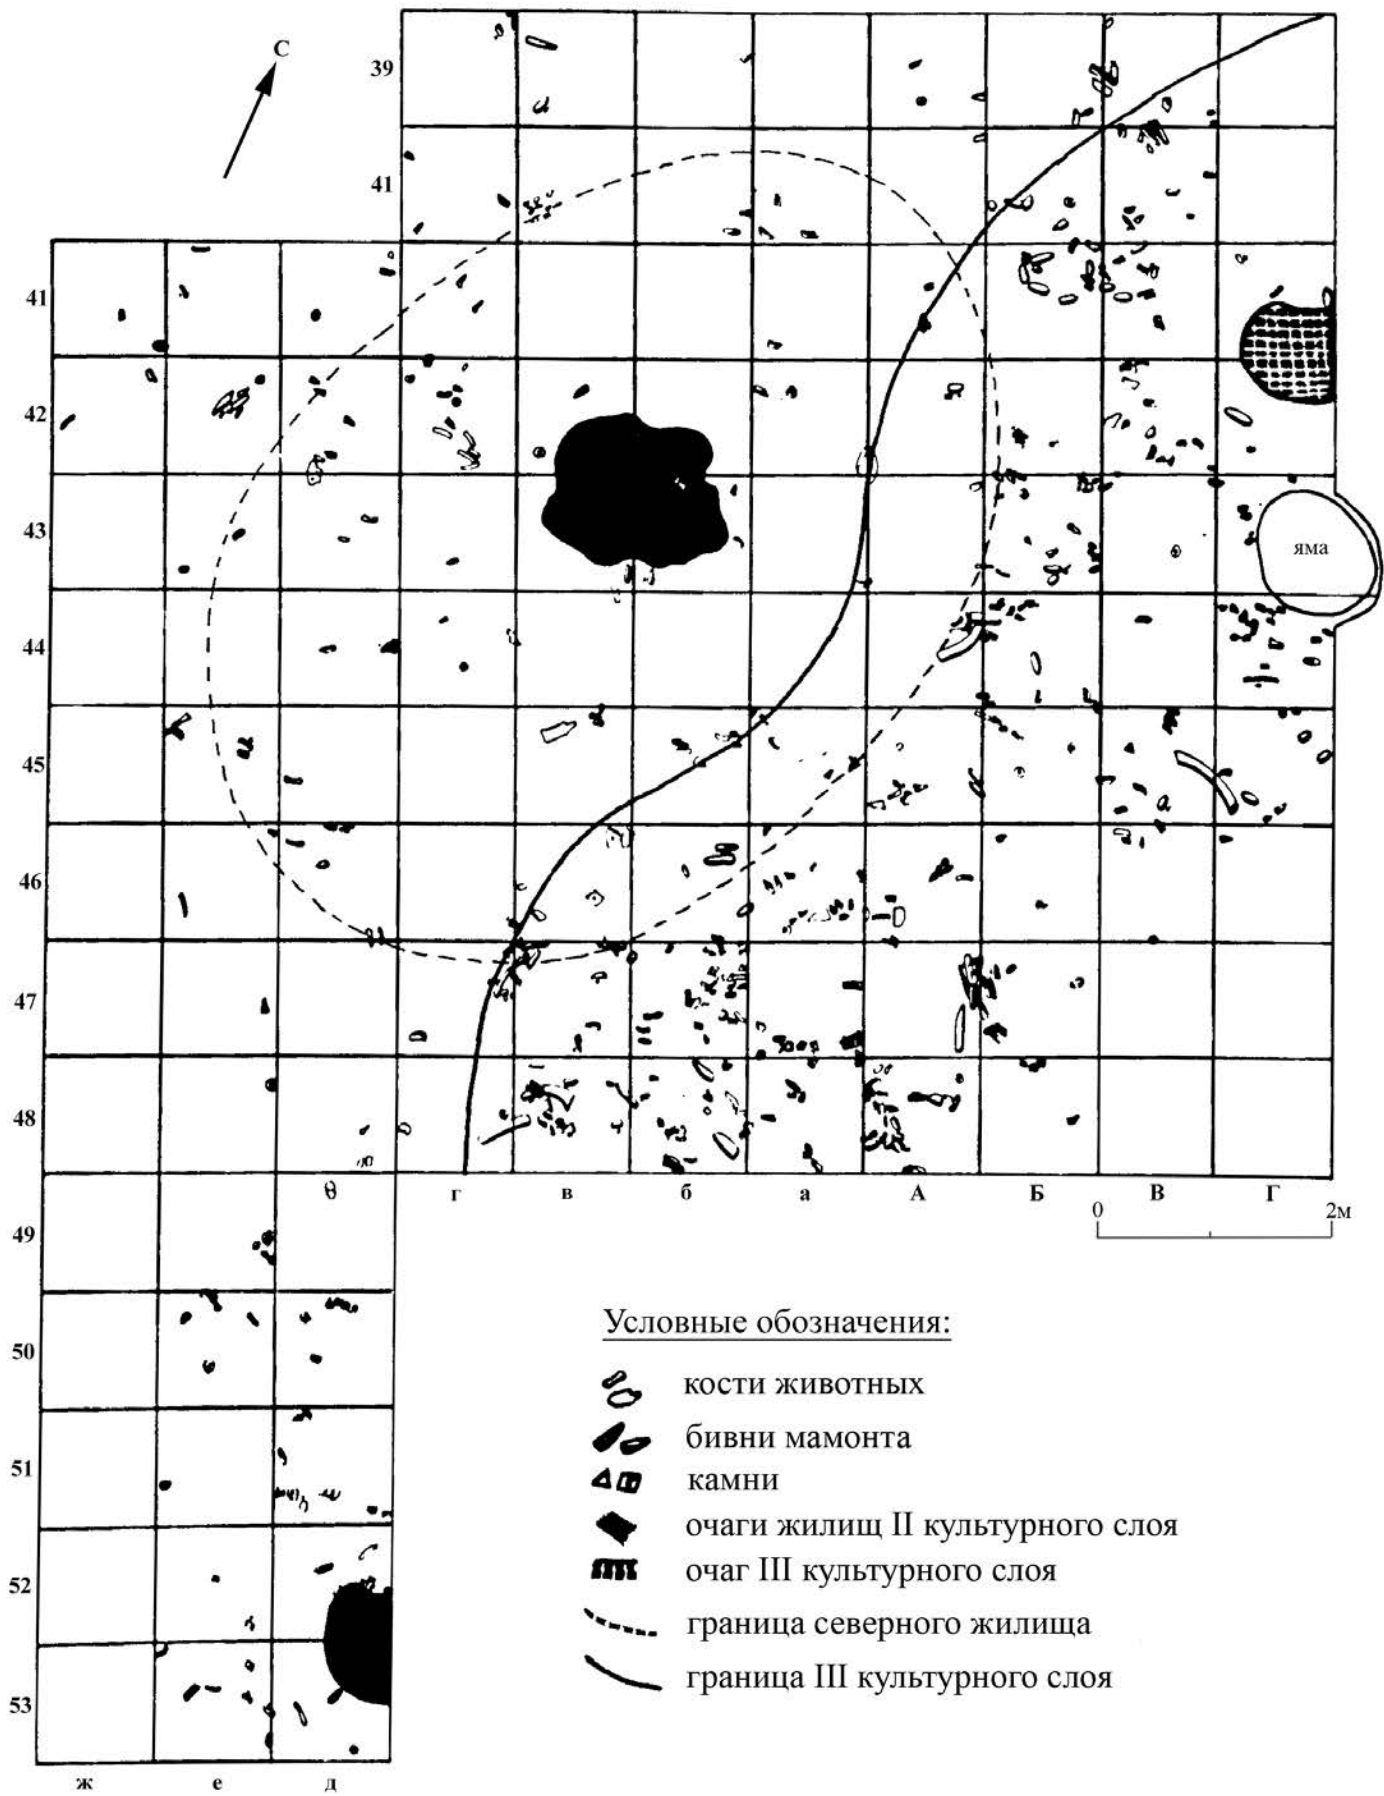 С
39
41
41
42
43
яма
44
45
46
47
48
θ г в б а А Б В Г
0 2м
49
50
51
52
53
ж е д
Условные обозначения:
кости животных
бивни мамонта
камни
очаги жилищ II культурного слоя
очаг III культурного слоя
граница северного жилища
граница III культурного слоя